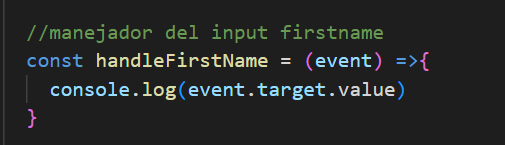 //manejador del input firstname
const handleFirstName = (event) =>{
  console.log(event.target.value)
}